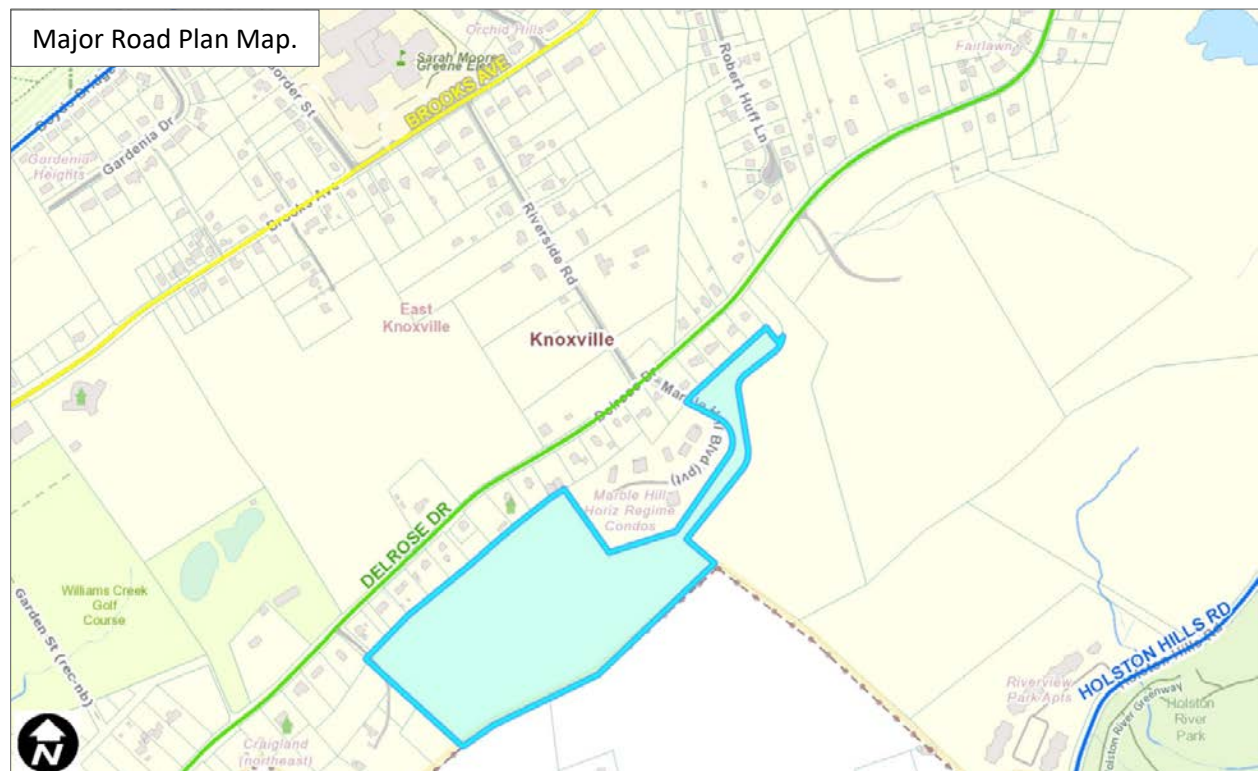 Major Road Plan Map.
Orchid Hills
Fairlawn
Sarah Moore
Greene Elem
BROOKS AVE
Gardenia Dr
Robert Huff Ln
Gardenia
Heights
Brooks Ave
Riverside Rd
East
Knoxville
Knoxville
Delrose Dr
Blvd (pvt)
Marble Hill
Horiz Regime
Condos
DELROSE DR
Williams Creek
Golf
Course
Garden St (rec-nb)
HOLSTON HILLS RD
Holston Hills Rd
Riverview
Park Apts
Holston River Greenway
Holston
River
Park
Craigland
(northeast)
N